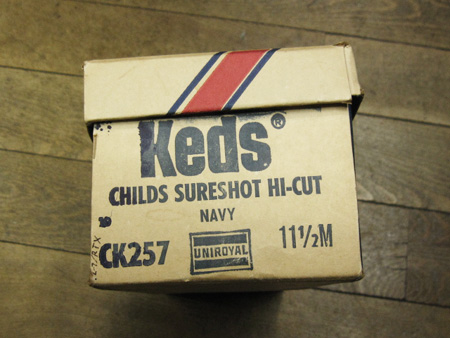 Keds®
CHILDS SURESHOT HI-CUT
NAVY
CK257
UNIROYAL
11½M